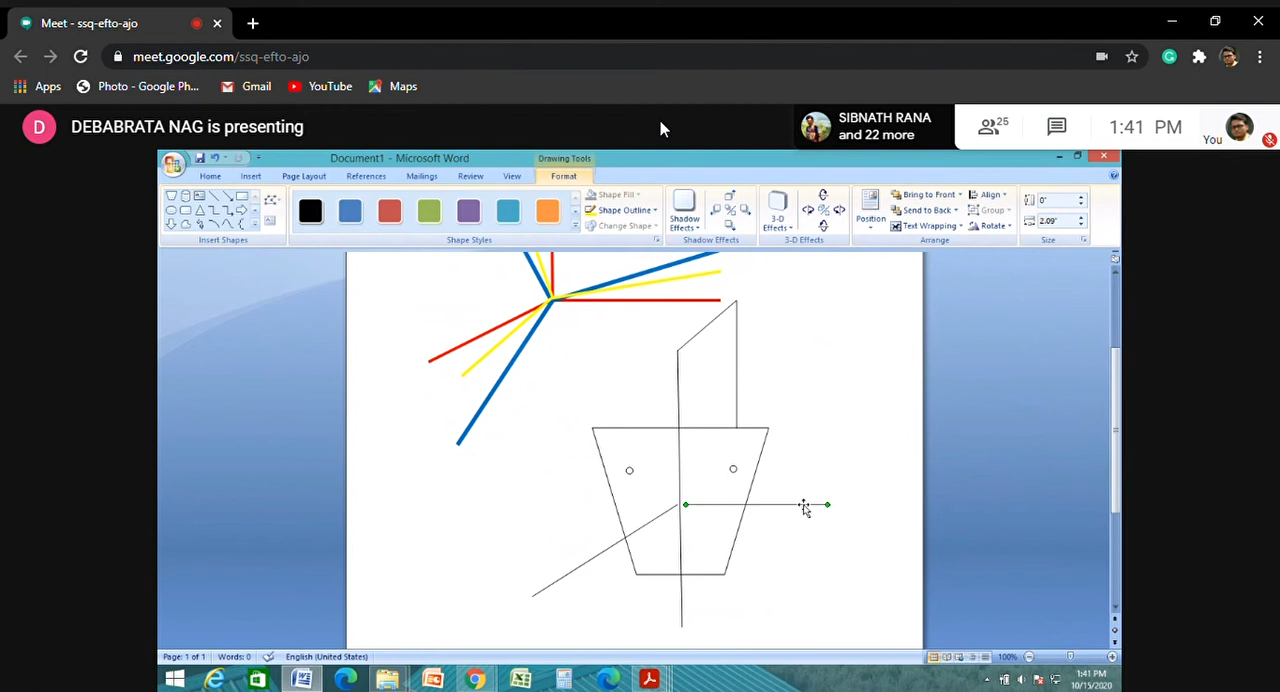 Meet - ssq-efto-ajo
meet.google.com/ssq-efto-ajo
Apps Photo - Google Ph... Gmail YouTube Maps
D DEBABRATA NAG is presenting
SIBNATH RANA
and 22 more
25
1:41 PM
You
Document1 - Microsoft Word Drawing Tools
Home Insert Page Layout References Mailings Review View Format
Shape Fill
Shape Outline
Change Shape
Shadow
Effects
3-D
Effects
Position
Bring to Front
Send to Back
Text Wrapping
Align
Group
Rotate
0"
2.09"
Insert Shapes Shape Styles Shadow Effects 3-D Effects Arrange Size
Page: 1 of 1 Words: 0 English (United States) 100%
1:41 PM
10/15/2020